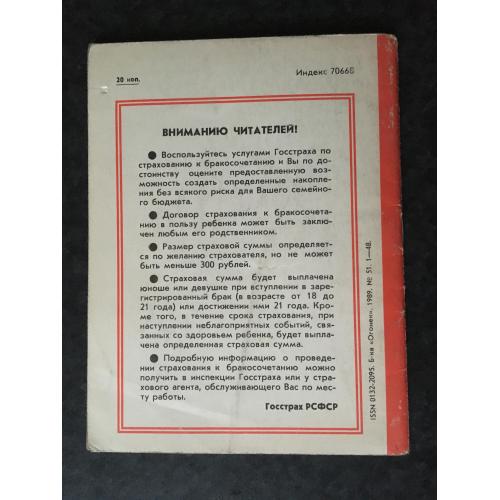 20 коп.
Индекс 70668
ВНИМАНИЮ ЧИТАТЕЛЕЙ!
● Воспользуйтесь услугами Госстраха по
страхованию к бракосочетанию и Вы по до-
стоинству оцените предоставленную воз-
можность создать определенные накопле-
ния без всякого риска для Вашего семейно-
го бюджета.
● Договор страхования к бракосочета-
нию в пользу ребенка может быть заклю-
чен любым его родственником.
● Размер страховой суммы определяет-
ся по желанию страхователя, но не может
быть меньше 300 рублей.
● Страховая сумма будет выплачена
юноше или девушке при вступлении в заре-
гистрированный брак (в возрасте от 18 до
21 года) или достижении ими 21 года. Кро-
ме того, в течение срока страхования, при
наступлении неблагоприятных событий, связан-
ных со здоровьем ребенка, будет выпла-
чена определенная страховая сумма.
● Подробную информацию о проведе-
нии страхования к бракосочетанию можно
получить в инспекции Госстраха или у стра-
хового агента, обслуживающего Вас по ме-
сту работы.
Госстрах РСФСР
ISSN 0132-2095. Б-ка «Огонек», 1989, № 51. 1—48.